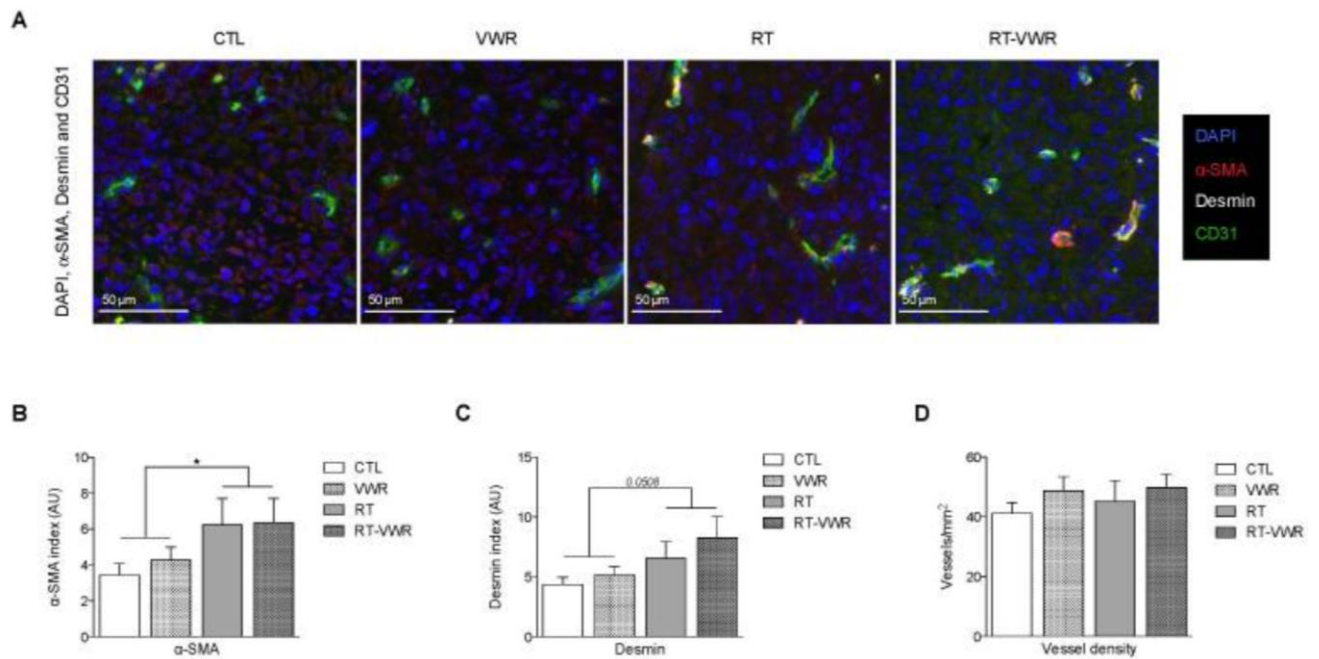 A
CTL
VWR
RT
RT-VWR
DAPI, α-SMA, Desmin and CD31
50 µm
50 µm
50 µm
50 µm
DAPI
α-SMA
Desmin
CD31
B
α-SMA index (AU)
10
8
6
4
2
0
*
α-SMA
CTL
VWR
RT
RT-VWR
C
Desmin index (AU)
15
10
5
0
0.0508
Desmin
CTL
VWR
RT
RT-VWR
D
Vessels/mm²
60
40
20
0
Vessel density
CTL
VWR
RT
RT-VWR